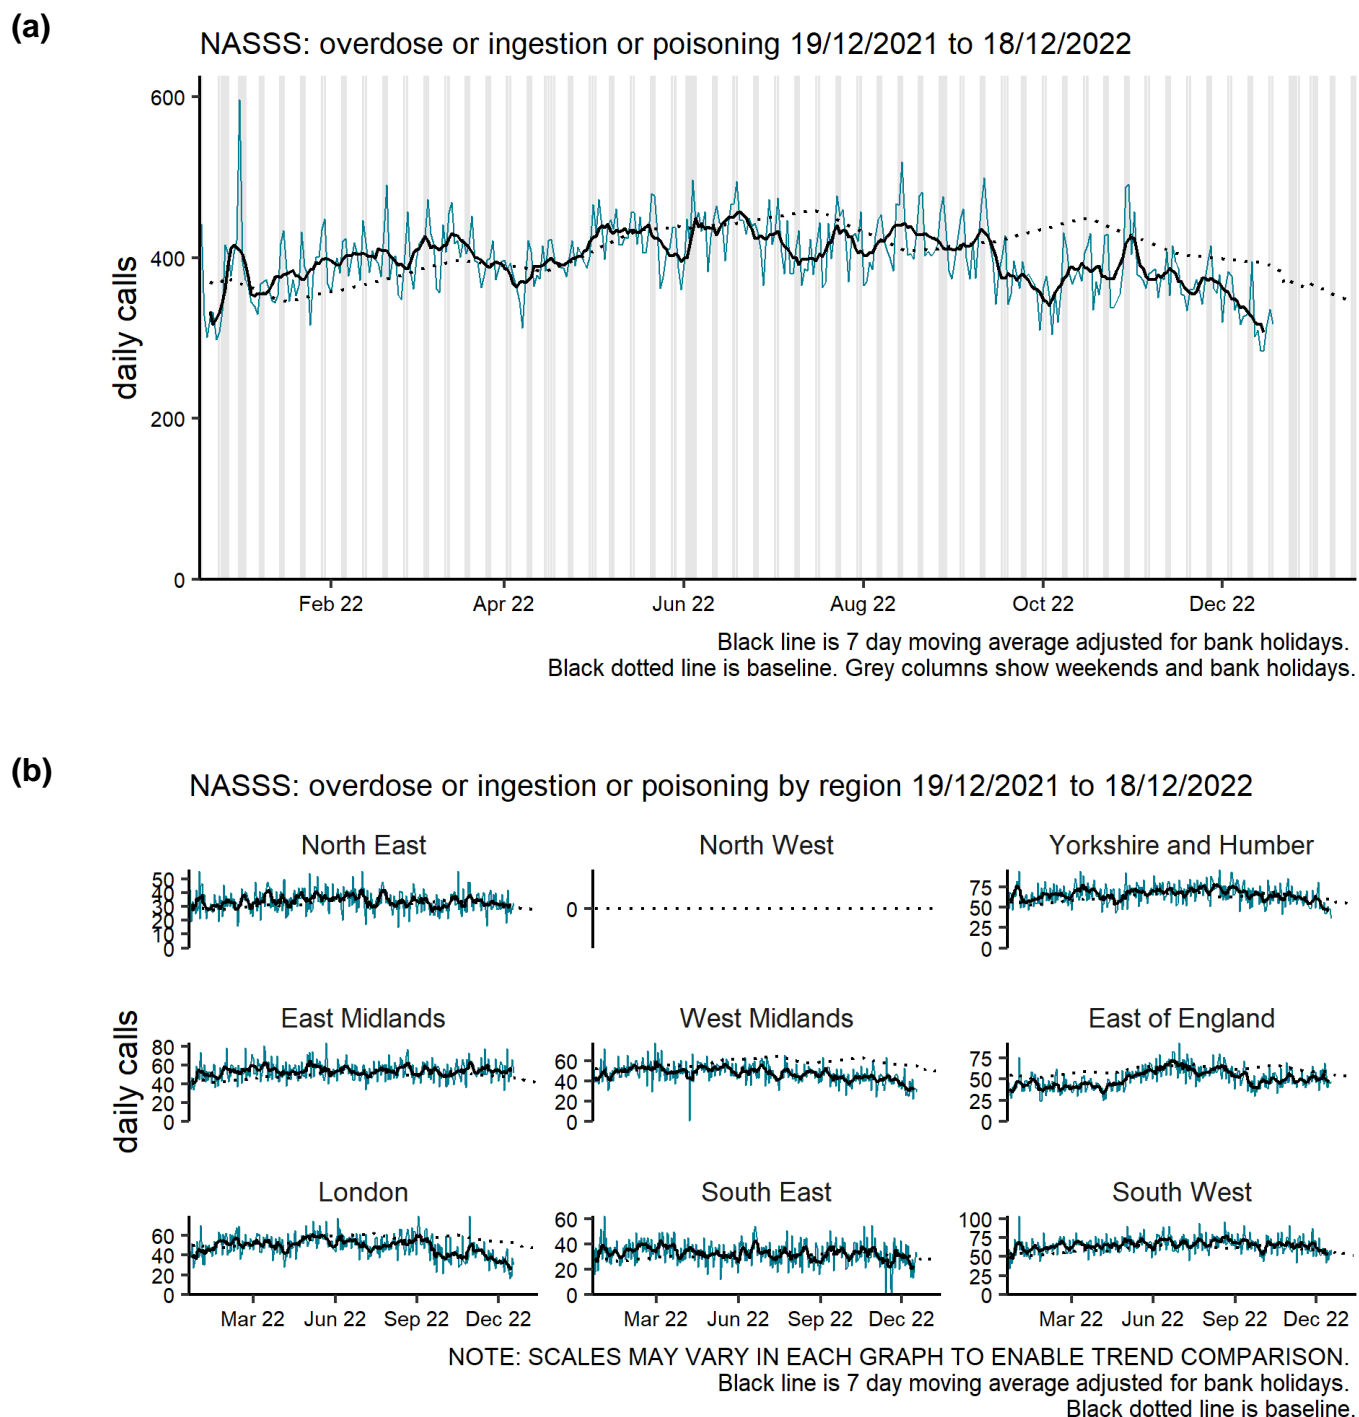 (a)
NASSS: overdose or ingestion or poisoning 19/12/2021 to 18/12/2022
daily calls
600
400
200
0
Feb 22 Apr 22 Jun 22 Aug 22 Oct 22 Dec 22
Black line is 7 day moving average adjusted for bank holidays.
Black dotted line is baseline. Grey columns show weekends and bank holidays.
(b)
NASSS: overdose or ingestion or poisoning by region 19/12/2021 to 18/12/2022
daily calls
North East
50
40
30
20
10
0
North West
0
Yorkshire and Humber
75
50
25
0
East Midlands
80
60
40
20
0
West Midlands
60
40
20
0
East of England
75
50
25
0
London
60
40
20
0
Mar 22 Jun 22 Sep 22 Dec 22
South East
60
40
20
0
Mar 22 Jun 22 Sep 22 Dec 22
South West
100
75
50
25
0
Mar 22 Jun 22 Sep 22 Dec 22
NOTE: SCALES MAY VARY IN EACH GRAPH TO ENABLE TREND COMPARISON.
Black line is 7 day moving average adjusted for bank holidays.
Black dotted line is baseline.